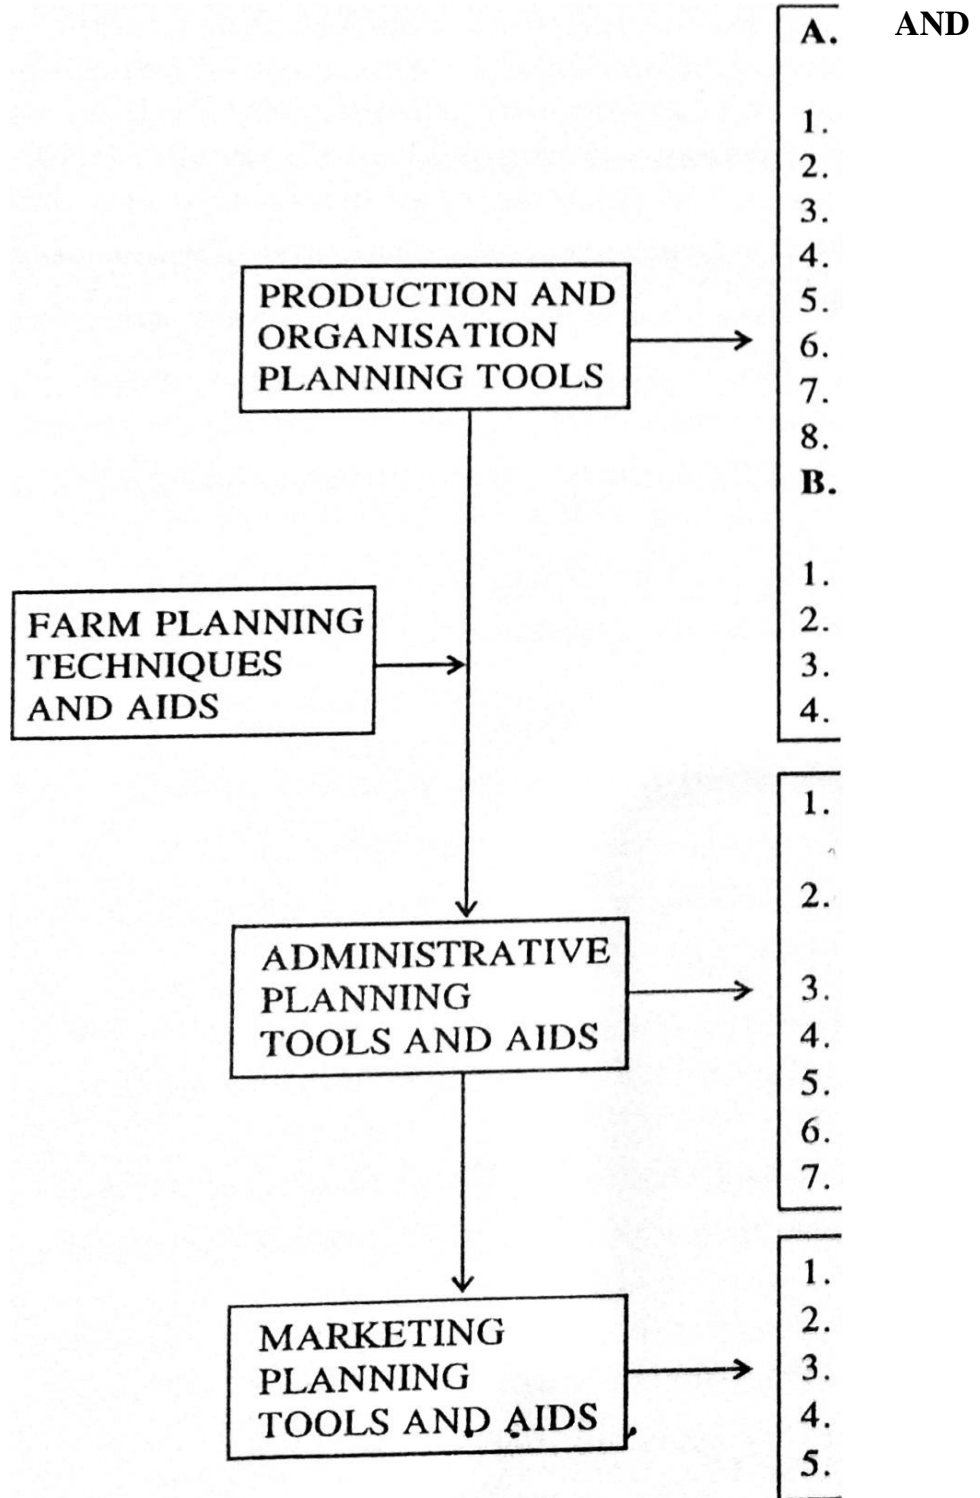 A. AND
1.
2.
3.
4.
5.
6.
7.
8.
B.
1.
2.
3.
4.
PRODUCTION AND
ORGANISATION
PLANNING TOOLS
FARM PLANNING
TECHNIQUES
AND AIDS
1.
2.
3.
4.
5.
6.
7.
ADMINISTRATIVE
PLANNING
TOOLS AND AIDS
1.
2.
3.
4.
5.
MARKETING
PLANNING
TOOLS AND AIDS